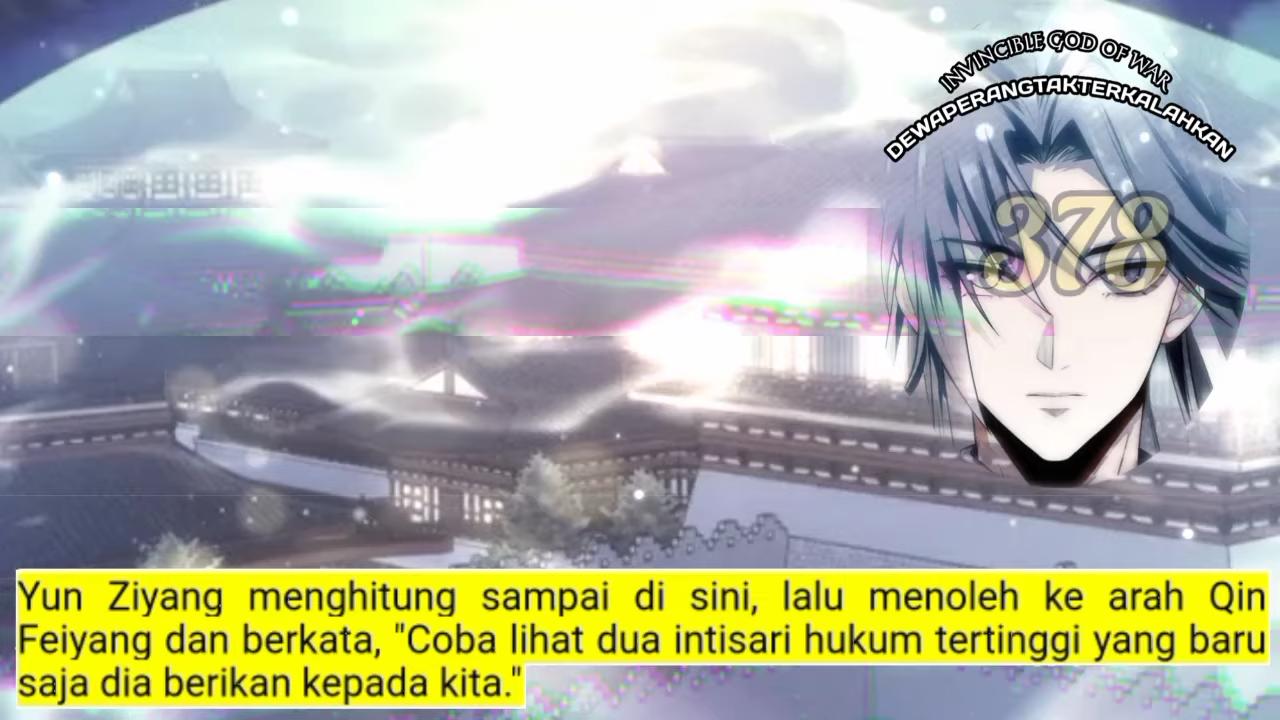 INVINCIBLE GOD OF WAR
DEWAPERANGTAKTERKALAHKAN
378
Yun Ziyang menghitung sampai di sini, lalu menoleh ke arah Qin
Feiyang dan berkata, "Coba lihat dua intisari hukum tertinggi yang baru
saja dia berikan kepada kita."